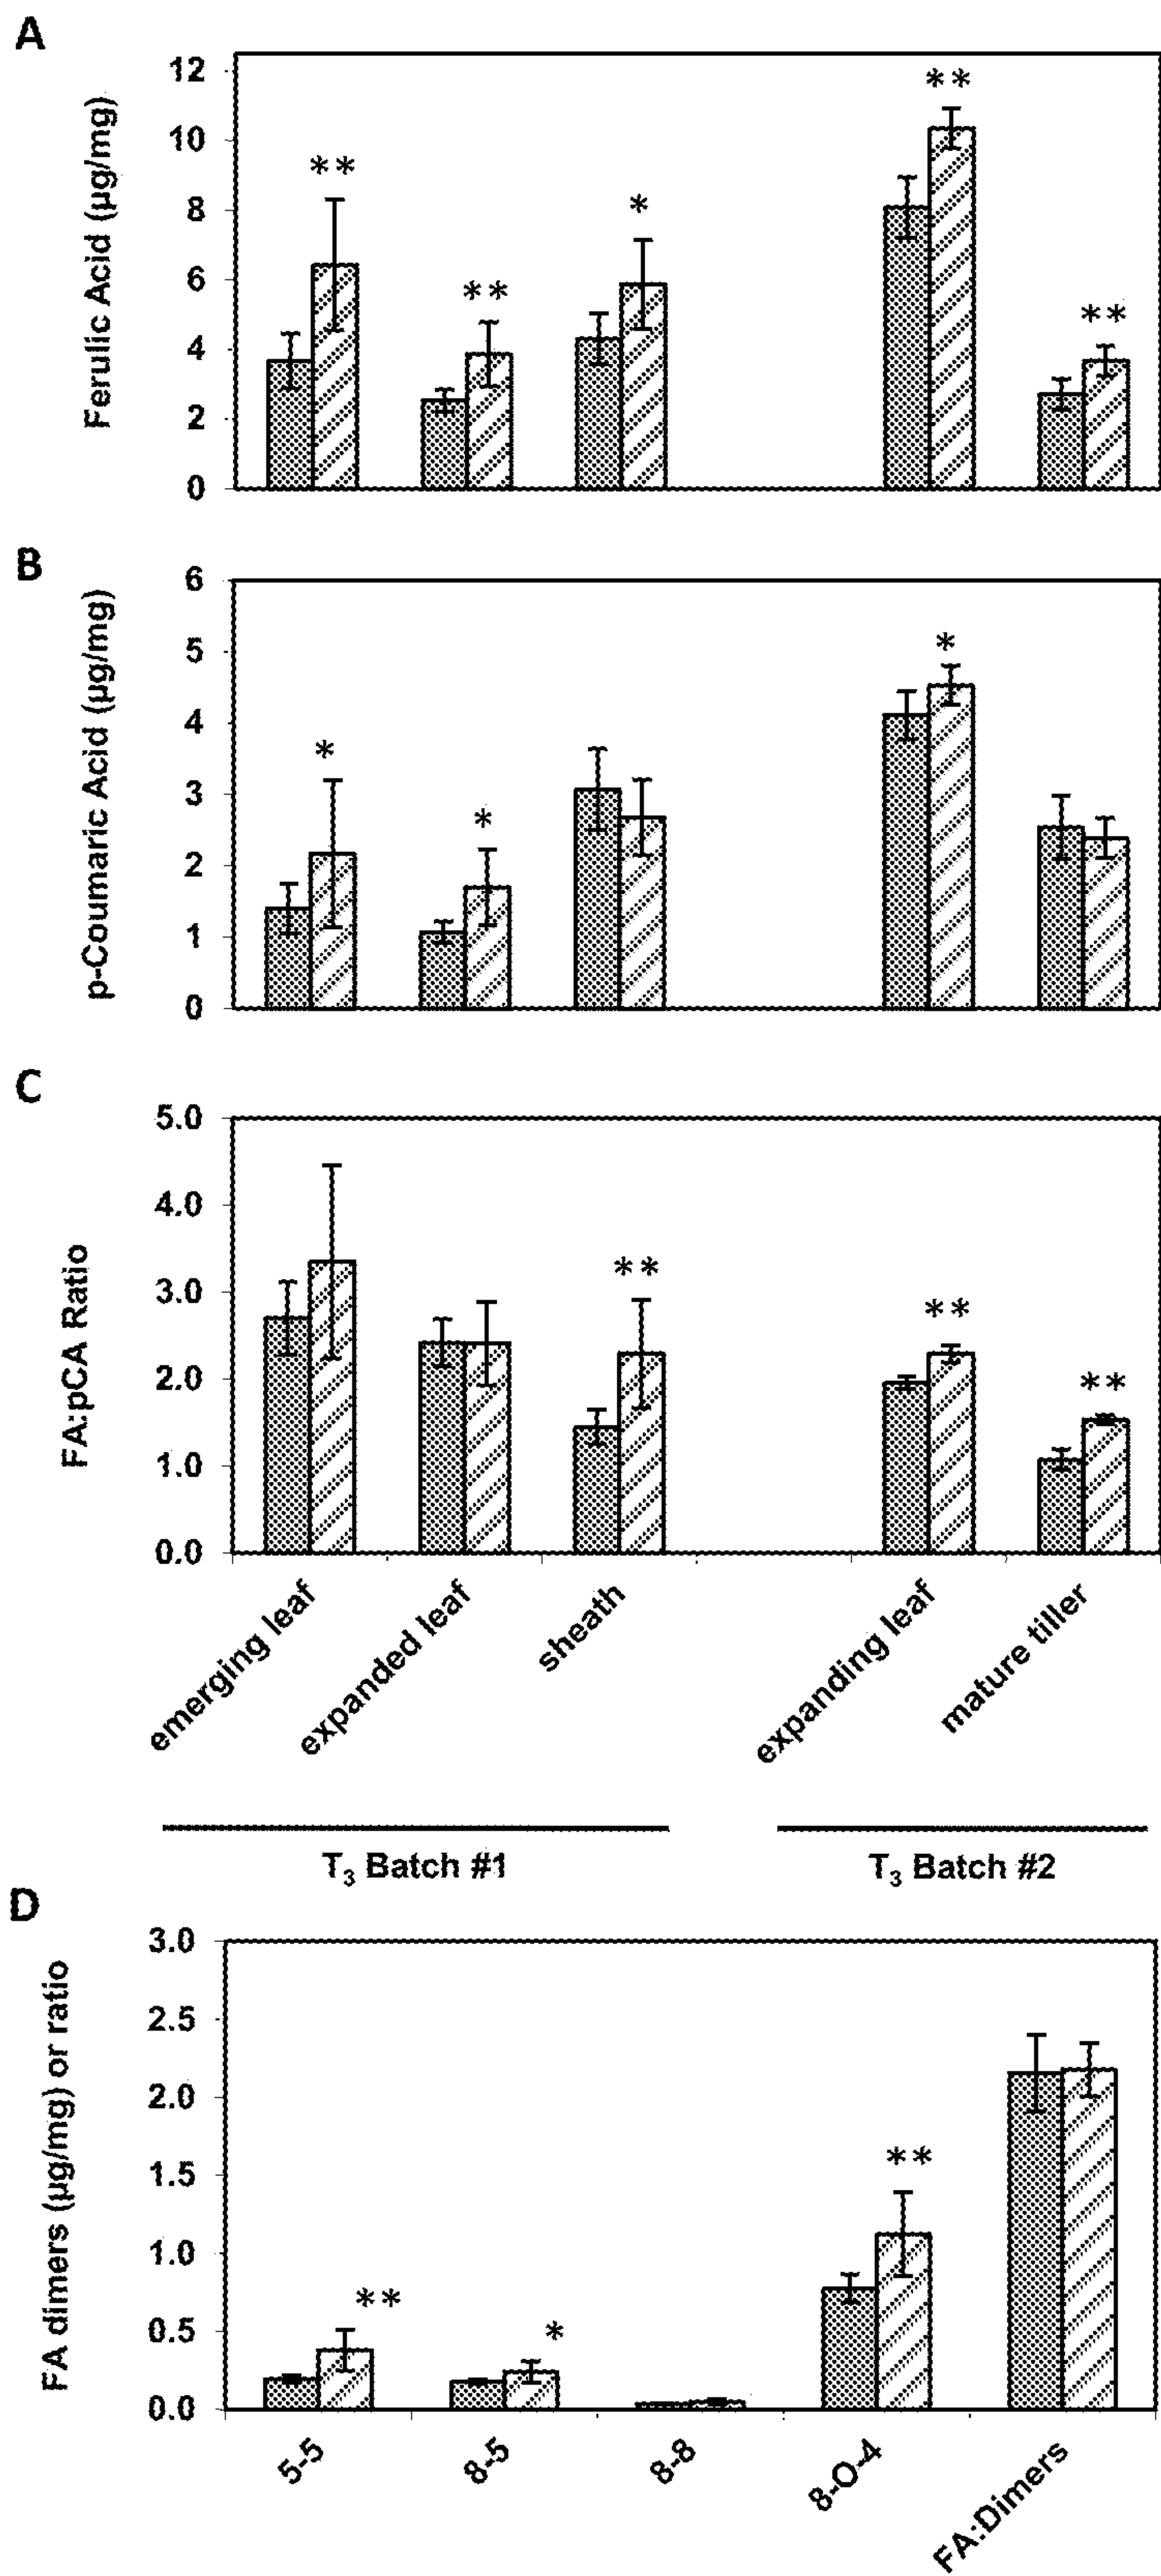 A
Ferulic Acid (µg/mg)
12
10
8
6
4
2
0
**
**
*
**
**
B
p-Coumaric Acid (µg/mg)
6
5
4
3
2
1
0
*
*
*
C
FA:pCA Ratio
5.0
4.0
3.0
2.0
1.0
0.0
**
**
**
emerging leaf
expanded leaf
sheath
expanding leaf
mature tiller
T₃ Batch #1
T₃ Batch #2
D
FA dimers (µg/mg) or ratio
3.0
2.5
2.0
1.5
1.0
0.5
0.0
**
*
**
5-5
8-5
8-8
8-O-4
FA:Dimers